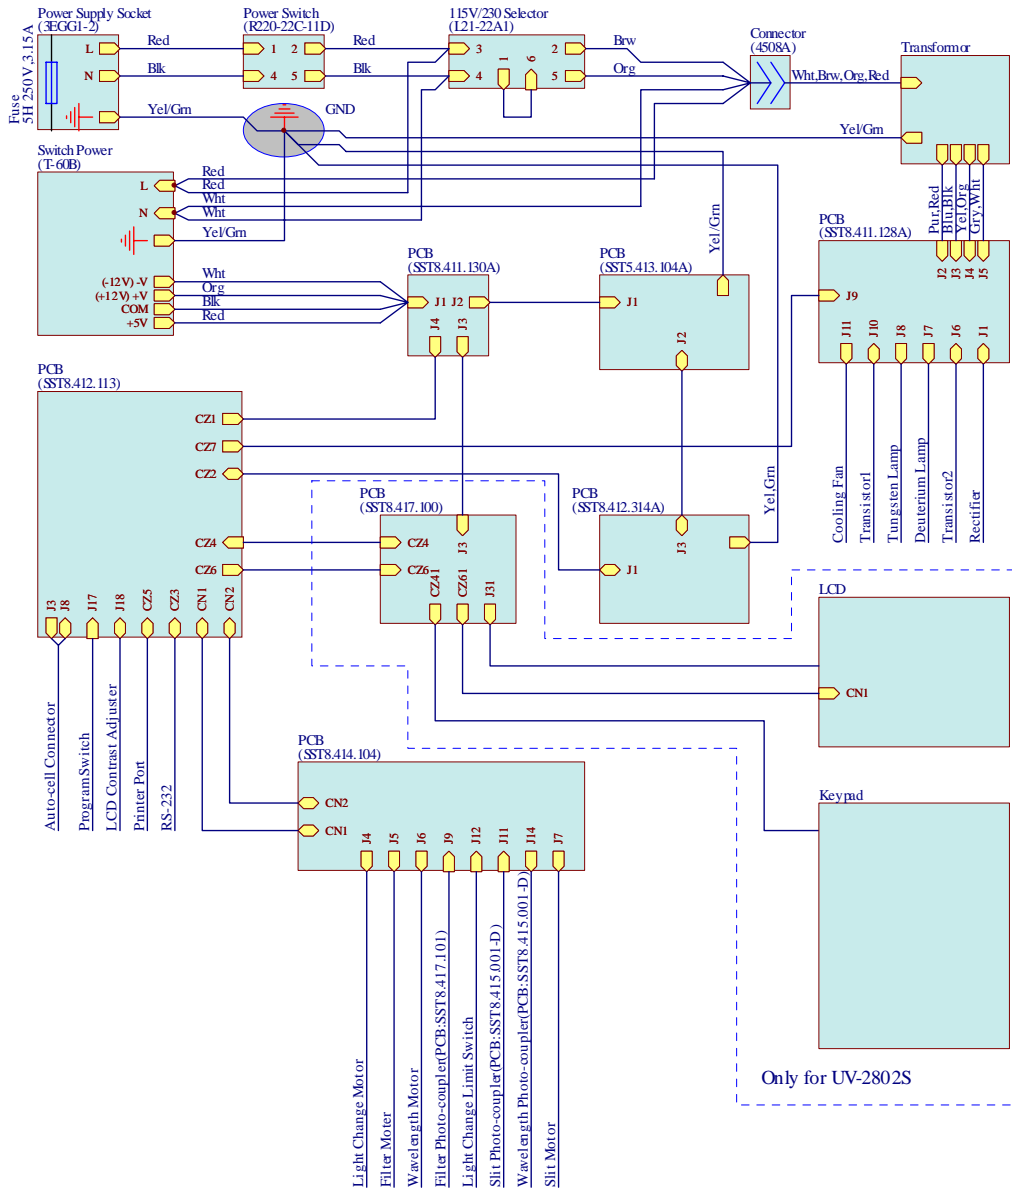 Power Supply Socket
(3EGG1-2)
L
N
Fuse
5H 250V,3.15A
Red
Blk
Yel/Grn
Power Switch
(R220-22C-11D)
1 2
4 5
Red
Blk
GND
115V/230 Selector
(L21-22A1)
3 2
4 1 6 5
Brw
Org
Connector
(4508A)
Wht,Brw,Org,Red
Transformor
Yel/Grn
Pur,Red
Blu,Blk
Yel,Org
Gry,Wht
Switch Power
(T-60B)
L
N
(-12V) -V
(+12V) +V
COM
+5V
Red
Red
Wht
Wht
Yel/Grn
Wht
Org
Blk
Red
PCB
(SST8.411.130A)
J1 J2
J4
J3
PCB
(SST5.413.104A)
J1
J2
Yel/Grn
PCB
(SST8.411.128A)
J2
J3
J4
J5
J9
J11
J10
J8
J7
J6
J1
Cooling Fan
Transistor1
Tungsten Lamp
Deuterium Lamp
Transistor2
Rectifier
PCB
(SST8.412.113)
CZ1
CZ7
CZ2
CZ4
CZ6
J3
J8
J17
J18
CZ5
CZ3
CN1
CN2
Auto-cell Connector
ProgramSwitch
LCD Contrast Adjuster
Printer Port
RS-232
PCB
(SST8.417.100)
CZ4
CZ6
J3
CZ41
CZ61
J31
PCB
(SST8.412.314A)
J3
J1
Yel,Grn
LCD
CN1
Keypad
PCB
(SST8.414.104)
CN2
CN1
J4
J5
J6
J9
J12
J11
J14
J7
Light Change Motor
Filter Moter
Wavelength Motor
Filter Photo-coupler(PCB:SST8.417.101)
Light Change Limit Switch
Slit Photo-coupler(PCB:SST8.415.001-D)
Wavelength Photo-coupler(PCB:SST8.415.001-D)
Slit Motor
Only for UV-2802S